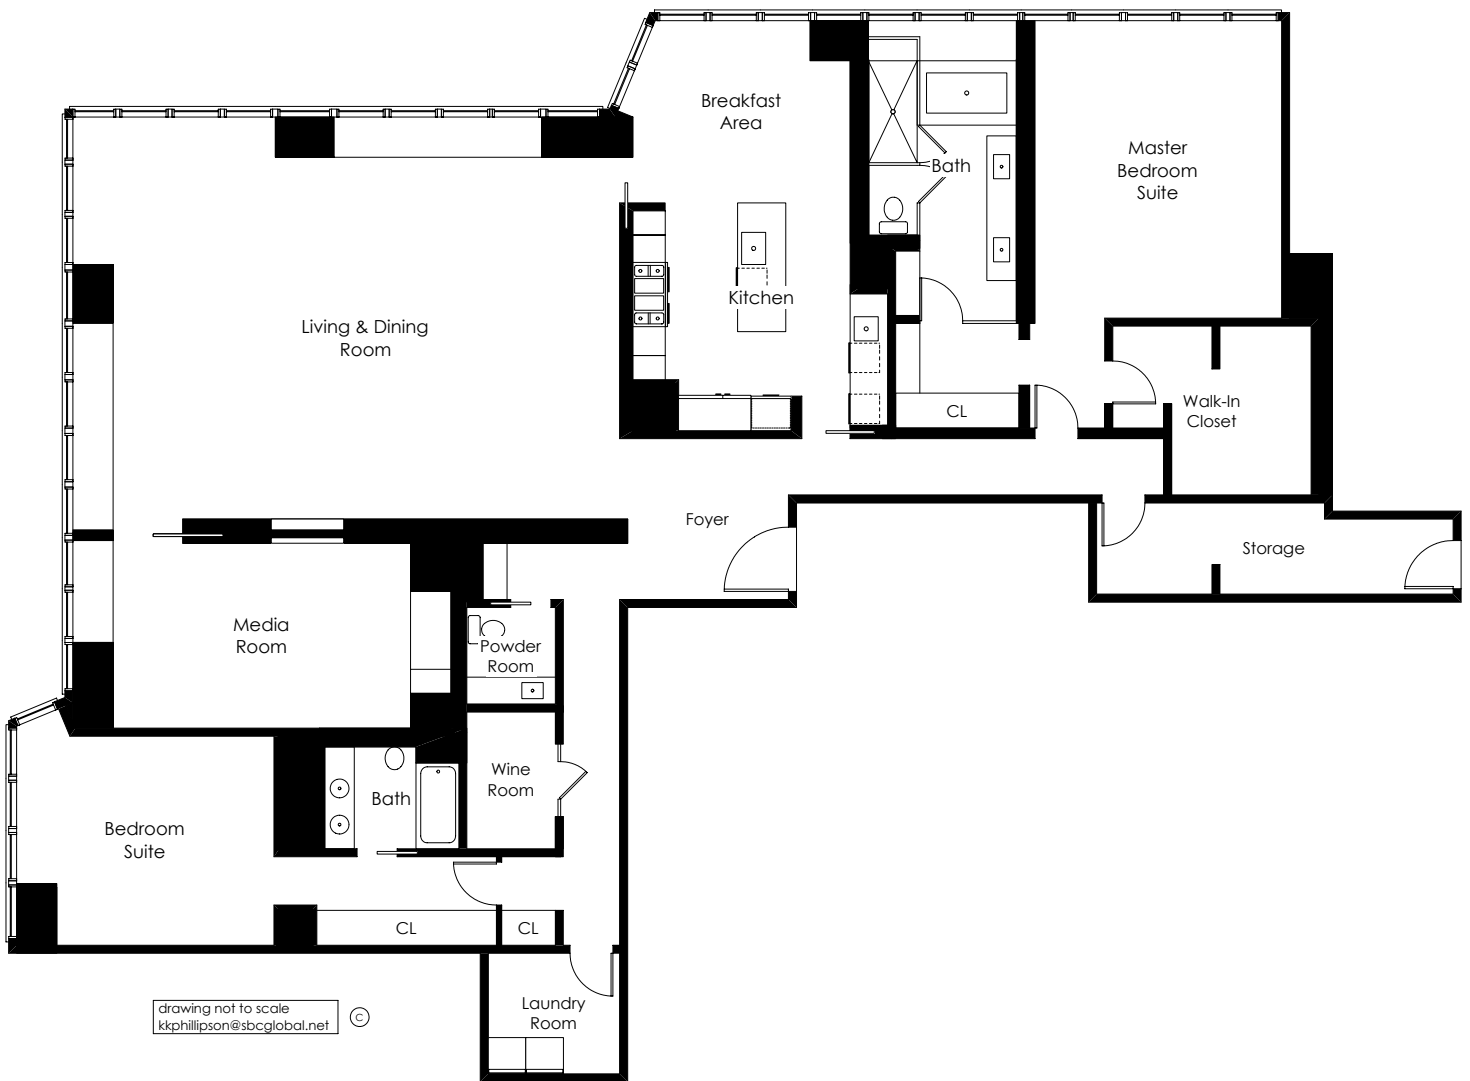 Breakfast
Area
Bath
Master
Bedroom
Suite
Living & Dining
Room
Kitchen
CL
Walk-In
Closet
Foyer
Storage
Media
Room
Powder
Room
Wine
Room
Bath
Bedroom
Suite
CL
CL
Laundry
Room
drawing not to scale
kkphillipson@sbcglobal.net
C